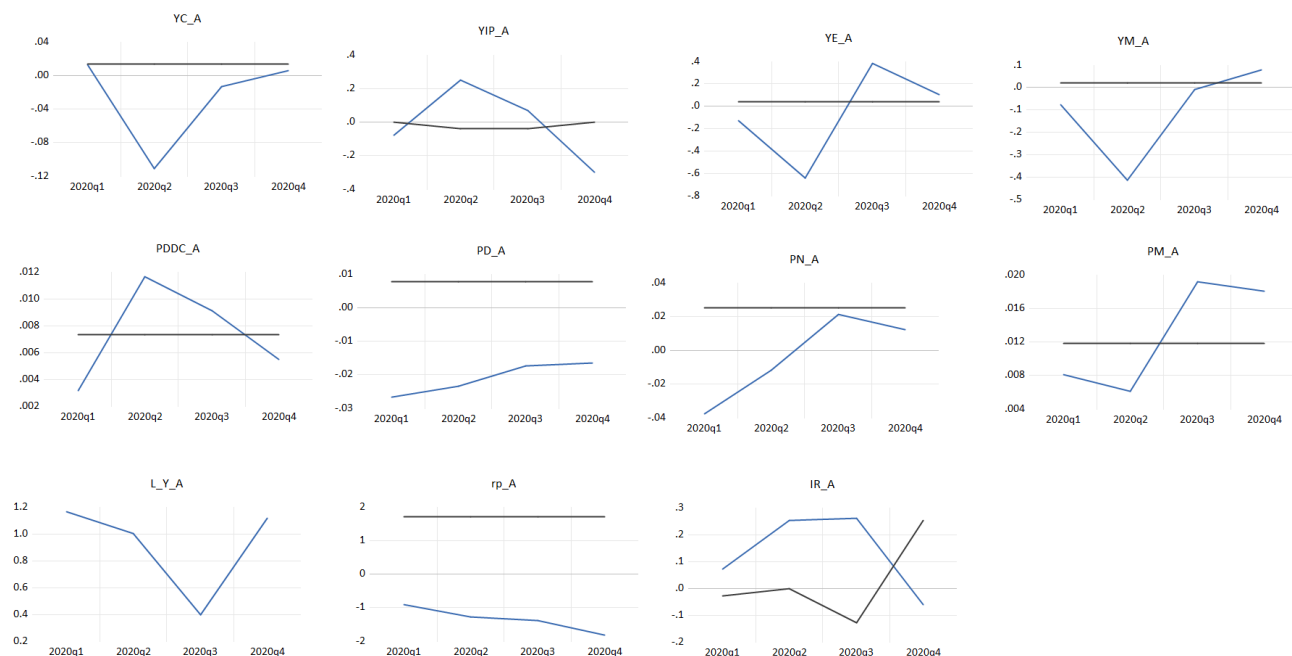 YC_A
.04
.00
-.04
-.08
-.12
2020q1 2020q2 2020q3 2020q4
YIP_A
.4
.2
.0
-.2
-.4
2020q1 2020q2 2020q3 2020q4
YE_A
.4
.2
.0
-.2
-.4
-.6
-.8
2020q1 2020q2 2020q3 2020q4
YM_A
.1
.0
-.1
-.2
-.3
-.4
-.5
2020q1 2020q2 2020q3 2020q4
PDDC_A
.012
.010
.008
.006
.004
.002
2020q1 2020q2 2020q3 2020q4
PD_A
.01
.00
-.01
-.02
-.03
2020q1 2020q2 2020q3 2020q4
PN_A
.04
.02
.00
-.02
-.04
2020q1 2020q2 2020q3 2020q4
PM_A
.020
.016
.012
.008
.004
2020q1 2020q2 2020q3 2020q4
L_Y_A
1.2
1.0
0.8
0.6
0.4
0.2
2020q1 2020q2 2020q3 2020q4
rp_A
2
1
0
-1
-2
2020q1 2020q2 2020q3 2020q4
IR_A
.3
.2
.1
.0
-.1
-.2
2020q1 2020q2 2020q3 2020q4